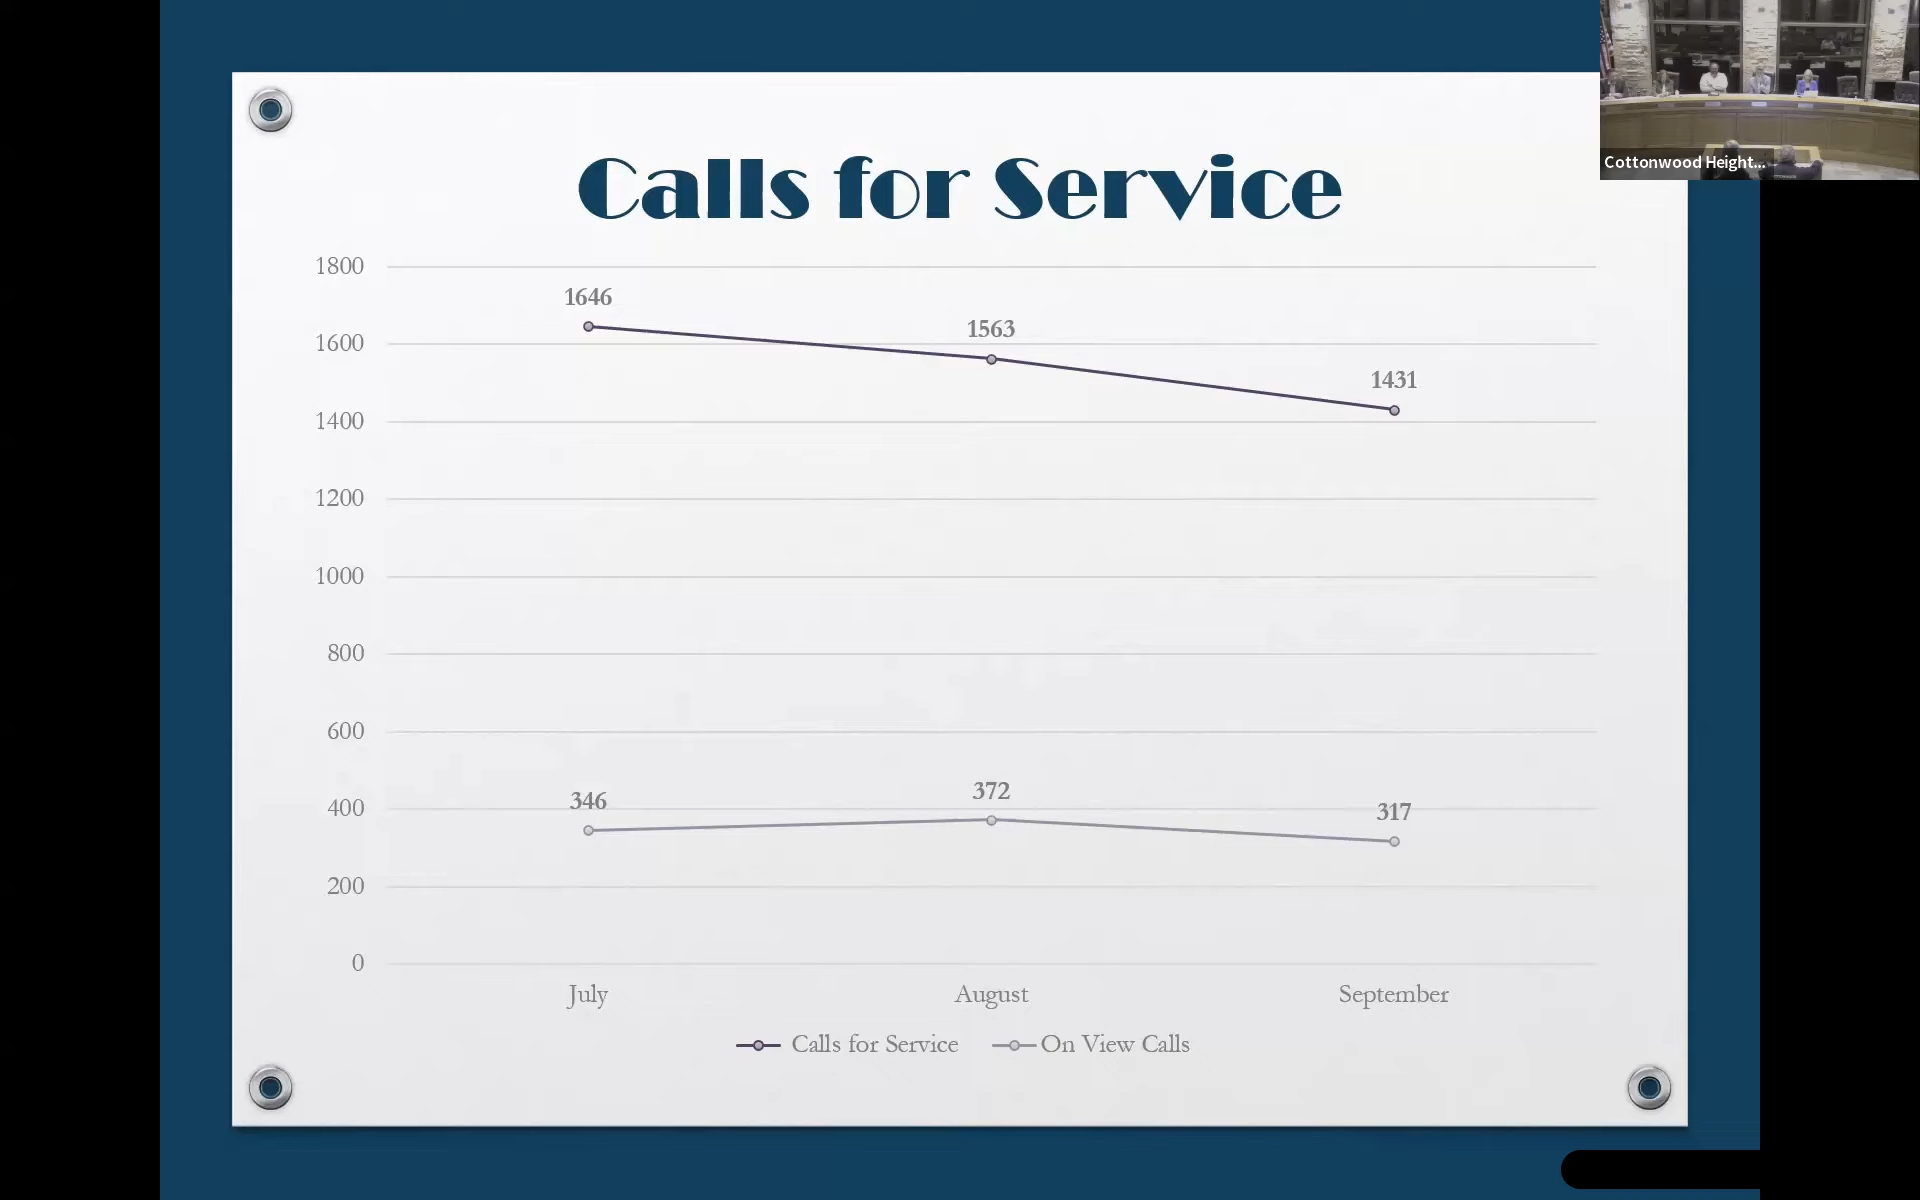 Cottonwood Height...
Calls for Service
1800
1646
1563
1600
1431
1400
1200
1000
800
600
346
372
317
400
200
0
July
August
September
Calls for Service
On View Calls